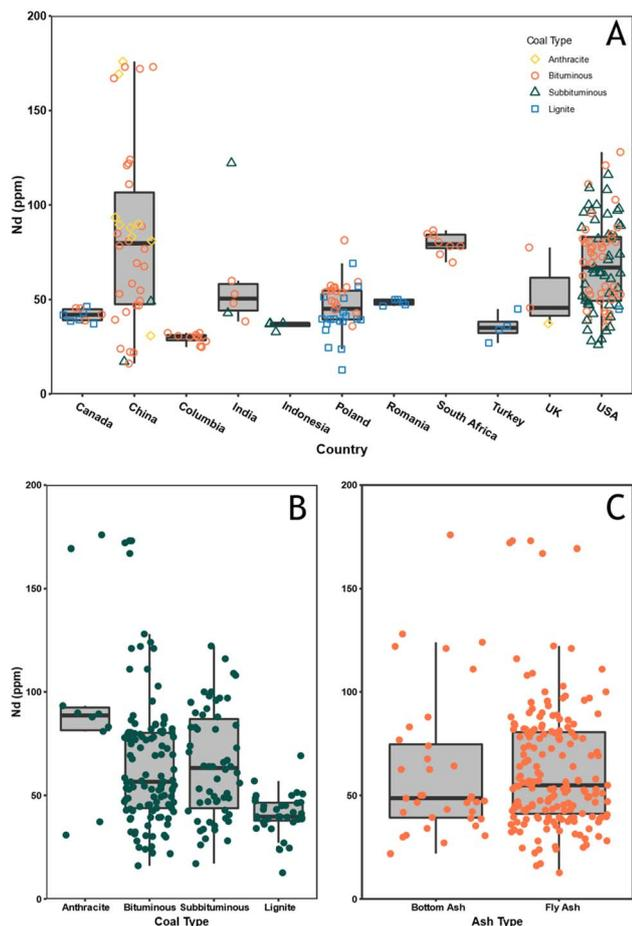 A
200
150
100
50
0
Nd (ppm)
Coal Type
Anthracite
Bituminous
Subbituminous
Lignite
Canada
China
Columbia
India
Indonesia
Poland
Romania
South Africa
Turkey
UK
USA
Country
B
200
150
100
50
0
Nd (ppm)
Anthracite Bituminous Subbituminous Lignite
Coal Type
C
200
150
100
50
0
Bottom Ash Fly Ash
Ash Type